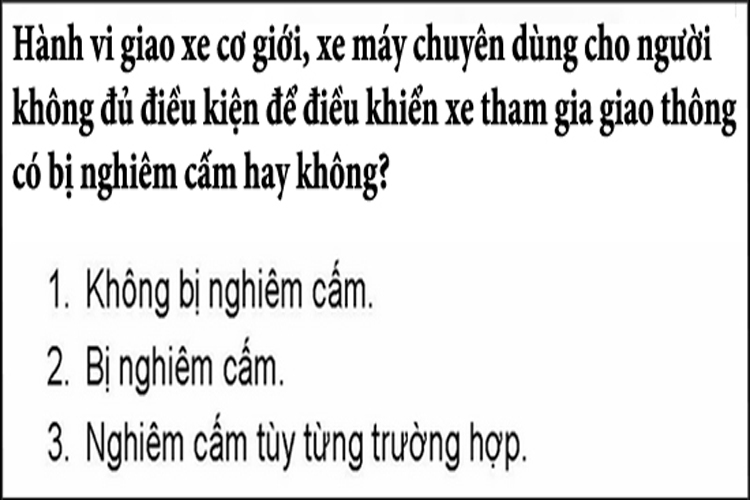 Hành vi giao xe cơ giới, xe máy chuyên dùng cho người
không đủ điều kiện để điều khiển xe tham gia giao thông
có bị nghiêm cấm hay không?
1. Không bị nghiêm cấm.
2. Bị nghiêm cấm.
3. Nghiêm cấm tùy từng trường hợp.